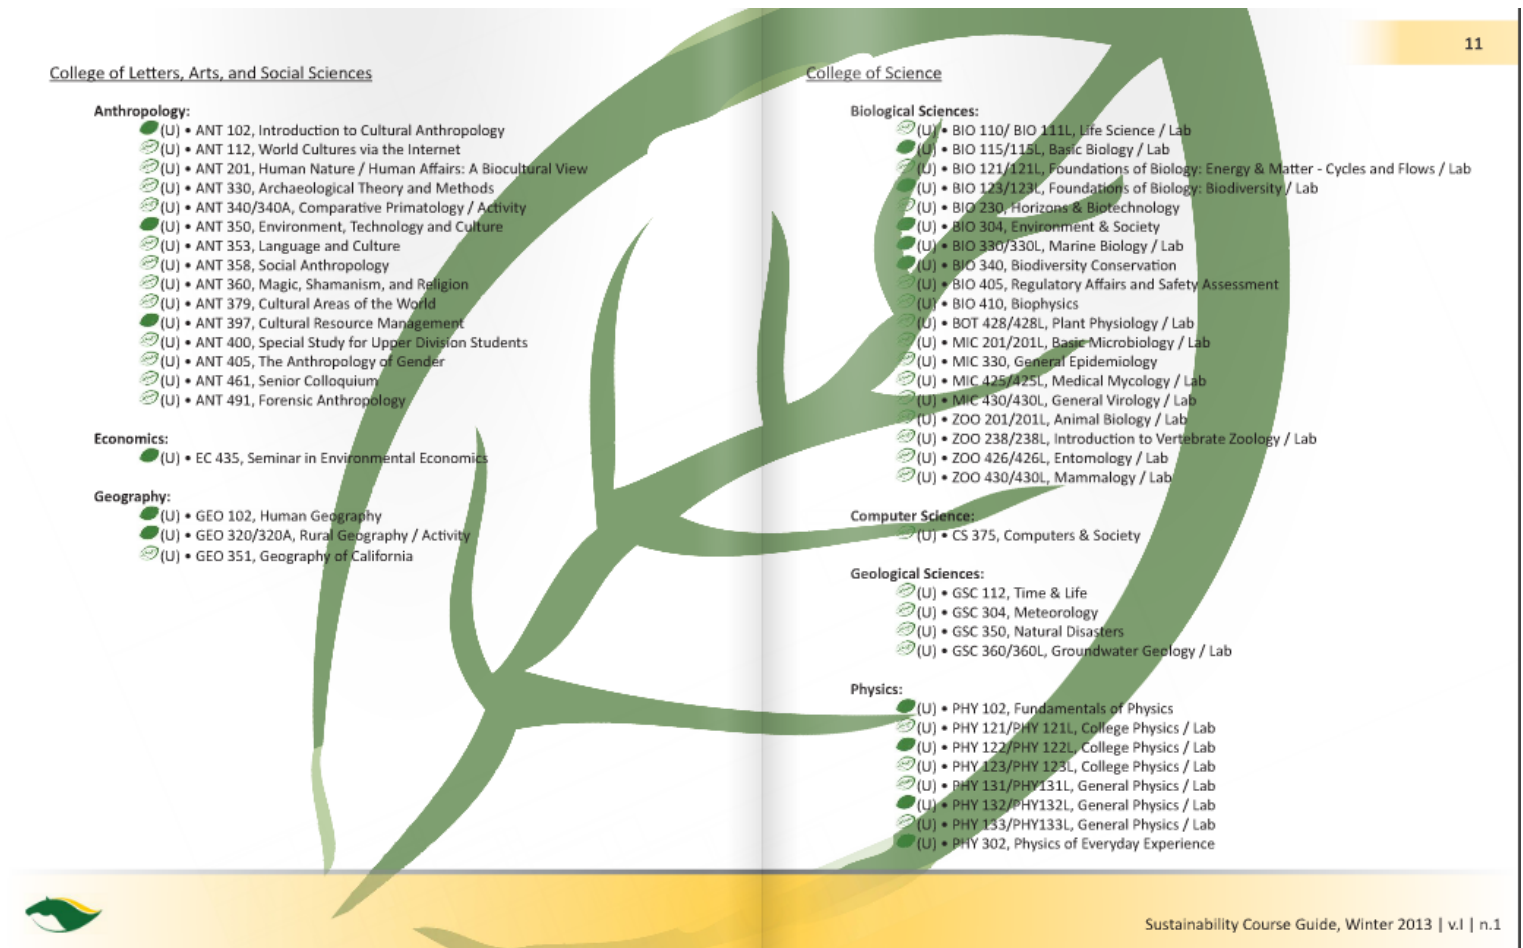 11
College of Letters, Arts, and Social Sciences
Anthropology:
(U) • ANT 102, Introduction to Cultural Anthropology
(U) • ANT 112, World Cultures via the Internet
(U) • ANT 201, Human Nature / Human Affairs: A Biocultural View
(U) • ANT 330, Archaeological Theory and Methods
(U) • ANT 340/340A, Comparative Primatology / Activity
(U) • ANT 350, Environment, Technology and Culture
(U) • ANT 353, Language and Culture
(U) • ANT 358, Social Anthropology
(U) • ANT 360, Magic, Shamanism, and Religion
(U) • ANT 379, Cultural Areas of the World
(U) • ANT 397, Cultural Resource Management
(U) • ANT 400, Special Study for Upper Division Students
(U) • ANT 405, The Anthropology of Gender
(U) • ANT 461, Senior Colloquium
(U) • ANT 491, Forensic Anthropology
Economics:
(U) • EC 435, Seminar in Environmental Economics
Geography:
(U) • GEO 102, Human Geography
(U) • GEO 320/320A, Rural Geography / Activity
(U) • GEO 351, Geography of California
College of Science
Biological Sciences:
(U) • BIO 110/ BIO 111L, Life Science / Lab
(U) • BIO 115/115L, Basic Biology / Lab
(U) • BIO 121/121L, Foundations of Biology: Energy & Matter - Cycles and Flows / Lab
(U) • BIO 123/123L, Foundations of Biology: Biodiversity / Lab
(U) • BIO 230, Horizons & Biotechnology
(U) • BIO 304, Environment & Society
(U) • BIO 330/330L, Marine Biology / Lab
(U) • BIO 340, Biodiversity Conservation
(U) • BIO 405, Regulatory Affairs and Safety Assessment
(U) • BIO 410, Biophysics
(U) • BOT 428/428L, Plant Physiology / Lab
(U) • MIC 201/201L, Basic Microbiology / Lab
(U) • MIC 330, General Epidemiology
(U) • MIC 425/425L, Medical Mycology / Lab
(U) • MIC 430/430L, General Virology / Lab
(U) • ZOO 201/201L, Animal Biology / Lab
(U) • ZOO 238/238L, Introduction to Vertebrate Zoology / Lab
(U) • ZOO 426/426L, Entomology / Lab
(U) • ZOO 430/430L, Mammalogy / Lab
Computer Science:
(U) • CS 375, Computers & Society
Geological Sciences:
(U) • GSC 112, Time & Life
(U) • GSC 304, Meteorology
(U) • GSC 350, Natural Disasters
(U) • GSC 360/360L, Groundwater Geology / Lab
Physics:
(U) • PHY 102, Fundamentals of Physics
(U) • PHY 121/PHY 121L, College Physics / Lab
(U) • PHY 122/PHY 122L, College Physics / Lab
(U) • PHY 123/PHY 123L, College Physics / Lab
(U) • PHY 131/PHY131L, General Physics / Lab
(U) • PHY 132/PHY132L, General Physics / Lab
(U) • PHY 133/PHY133L, General Physics / Lab
(U) • PHY 302, Physics of Everyday Experience
Sustainability Course Guide, Winter 2013 | v.I | n.1